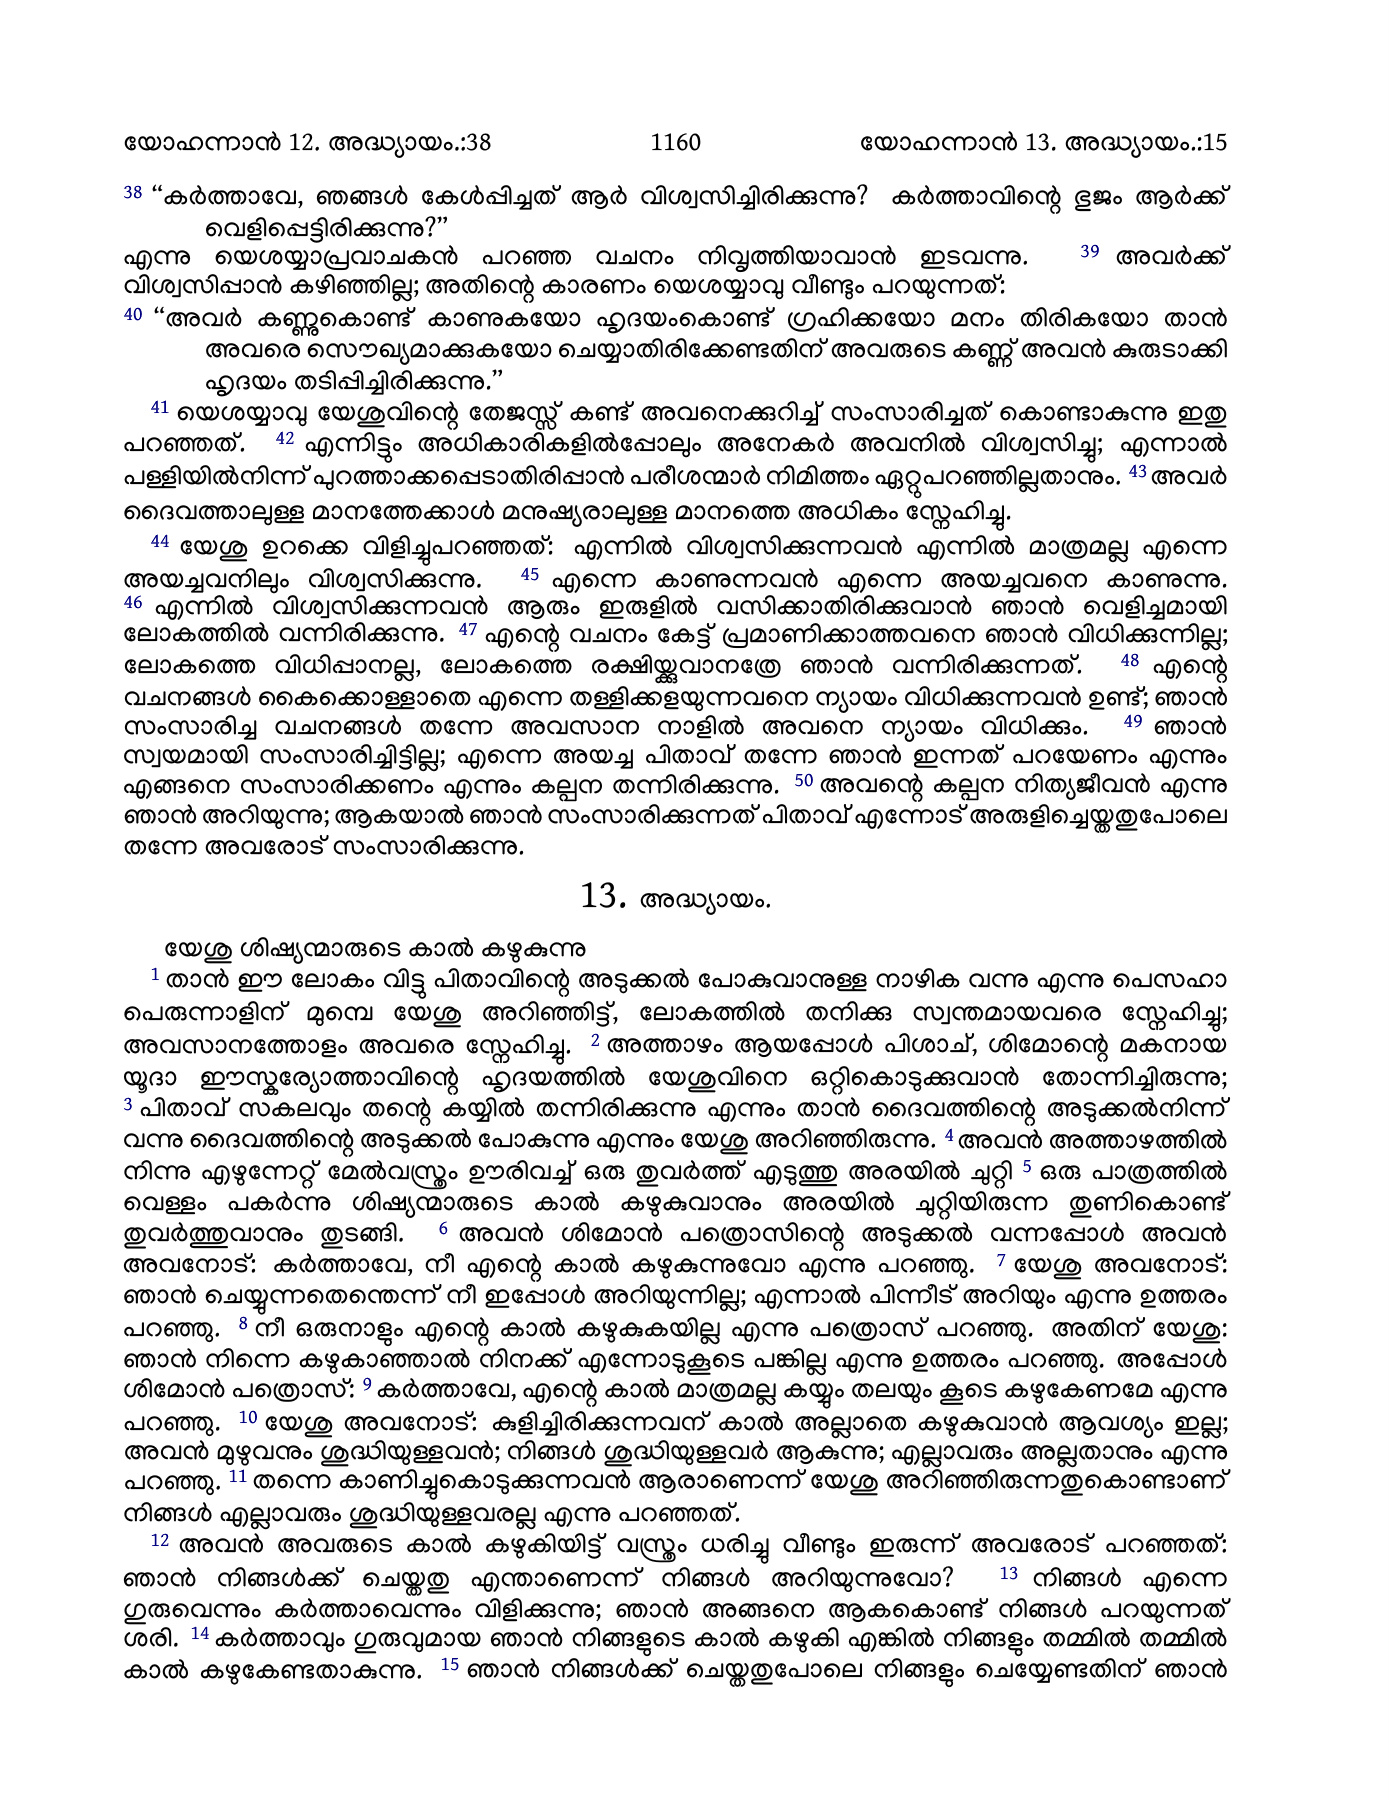 യോഹന്നാൻ 12. അദ്ധ്യായം.:38 1160 യോഹന്നാൻ 13. അദ്ധ്യായം.:15
38 “കർത്താവേ, ഞങ്ങൾ കേൾപ്പിച്ചത് ആർ വിശ്വസിച്ചിരിക്കുന്നു? കർത്താവിന്റെ ഭുജം ആർക്ക്
വെളിപ്പെട്ടിരിക്കുന്നു?”
എന്നു യെശയ്യാപ്രവാചകൻ പറഞ്ഞ വചനം നിവൃത്തിയാവാൻ ഇടവന്നു. 39 അവർക്ക്
വിശ്വസിപ്പാൻ കഴിഞ്ഞില്ല; അതിന്റെ കാരണം യെശയ്യാവു വീണ്ടും പറയുന്നത്:
40 “അവർ കണ്ണുകൊണ്ട് കാണുകയോ ഹൃദയംകൊണ്ട് ഗ്രഹിക്കയോ മനം തിരികയോ താൻ
അവരെ സൌഖ്യമാക്കുകയോ ചെയ്യാതിരിക്കേണ്ടതിന് അവരുടെ കണ്ണ് അവൻ കുരുടാക്കി
ഹൃദയം തടിപ്പിച്ചിരിക്കുന്നു.”
41 യെശയ്യാവു യേശുവിന്റെ തേജസ്സ് കണ്ട് അവനെക്കുറിച്ച് സംസാരിച്ചത് കൊണ്ടാകുന്നു ഇതു
പറഞ്ഞത്. 42 എന്നിട്ടും അധികാരികളിൽപ്പോലും അനേകർ അവനിൽ വിശ്വസിച്ചു; എന്നാൽ
പള്ളിയിൽനിന്ന് പുറത്താക്കപ്പെടാതിരിപ്പാൻ പരീശന്മാർ നിമിത്തം ഏറ്റുപറഞ്ഞില്ലതാനും. 43 അവർ
ദൈവത്താലുള്ള മാനത്തേക്കാൾ മനുഷ്യരാലുള്ള മാനത്തെ അധികം സ്നേഹിച്ചു.
44 യേശു ഉറക്കെ വിളിച്ചുപറഞ്ഞത്: എന്നിൽ വിശ്വസിക്കുന്നവൻ എന്നിൽ മാത്രമല്ല എന്നെ
അയച്ചവനിലും വിശ്വസിക്കുന്നു. 45 എന്നെ കാണുന്നവൻ എന്നെ അയച്ചവനെ കാണുന്നു.
46 എന്നിൽ വിശ്വസിക്കുന്നവൻ ആരും ഇരുളിൽ വസിക്കാതിരിക്കുവാൻ ഞാൻ വെളിച്ചമായി
ലോകത്തിൽ വന്നിരിക്കുന്നു. 47 എന്റെ വചനം കേട്ട് പ്രമാണിക്കാത്തവനെ ഞാൻ വിധിക്കുന്നില്ല;
ലോകത്തെ വിധിപ്പാനല്ല, ലോകത്തെ രക്ഷിയ്ക്കുവാനത്രേ ഞാൻ വന്നിരിക്കുന്നത്. 48 എന്റെ
വചനങ്ങൾ കൈക്കൊള്ളാതെ എന്നെ തള്ളിക്കളയുന്നവനെ ന്യായം വിധിക്കുന്നവൻ ഉണ്ട്; ഞാൻ
സംസാരിച്ച വചനങ്ങൾ തന്നേ അവസാന നാളിൽ അവനെ ന്യായം വിധിക്കും. 49 ഞാൻ
സ്വയമായി സംസാരിച്ചിട്ടില്ല; എന്നെ അയച്ച പിതാവ് തന്നേ ഞാൻ ഇന്നത് പറയേണം എന്നും
എങ്ങനെ സംസാരിക്കണം എന്നും കല്പന തന്നിരിക്കുന്നു. 50 അവന്റെ കല്പന നിത്യജീവൻ എന്നു
ഞാൻ അറിയുന്നു; ആകയാൽ ഞാൻ സംസാരിക്കുന്നത് പിതാവ് എന്നോട് അരുളിച്ചെയ്തതുപോലെ
തന്നേ അവരോട് സംസാരിക്കുന്നു.
13. അദ്ധ്യായം.
യേശു ശിഷ്യന്മാരുടെ കാൽ കഴുകുന്നു
1 താൻ ഈ ലോകം വിട്ടു പിതാവിന്റെ അടുക്കൽ പോകുവാനുള്ള നാഴിക വന്നു എന്നു പെസഹാ
പെരുന്നാളിന് മുമ്പെ യേശു അറിഞ്ഞിട്ട്, ലോകത്തിൽ തനിക്കു സ്വന്തമായവരെ സ്നേഹിച്ചു;
അവസാനത്തോളം അവരെ സ്നേഹിച്ചു. 2 അത്താഴം ആയപ്പോൾ പിശാച്, ശിമോന്റെ മകനായ
യൂദാ ഈസ്കര്യോത്താവിന്റെ ഹൃദയത്തിൽ യേശുവിനെ ഒറ്റികൊടുക്കുവാൻ തോന്നിച്ചിരുന്നു;
3 പിതാവ് സകലവും തന്റെ കയ്യിൽ തന്നിരിക്കുന്നു എന്നും താൻ ദൈവത്തിന്റെ അടുക്കൽനിന്ന്
വന്നു ദൈവത്തിന്റെ അടുക്കൽ പോകുന്നു എന്നും യേശു അറിഞ്ഞിരുന്നു. 4 അവൻ അത്താഴത്തിൽ
നിന്നു എഴുന്നേറ്റ് മേൽവസ്ത്രം ഊരിവച്ച് ഒരു തുവർത്ത് എടുത്തു അരയിൽ ചുറ്റി 5 ഒരു പാത്രത്തിൽ
വെള്ളം പകർന്നു ശിഷ്യന്മാരുടെ കാൽ കഴുകുവാനും അരയിൽ ചുറ്റിയിരുന്ന തുണികൊണ്ട്
തുവർത്തുവാനും തുടങ്ങി. 6 അവൻ ശിമോൻ പത്രൊസിന്റെ അടുക്കൽ വന്നപ്പോൾ അവൻ
അവനോട്: കർത്താവേ, നീ എന്റെ കാൽ കഴുകുന്നുവോ എന്നു പറഞ്ഞു. 7 യേശു അവനോട്:
ഞാൻ ചെയ്യുന്നതെന്തെന്ന് നീ ഇപ്പോൾ അറിയുന്നില്ല; എന്നാൽ പിന്നീട് അറിയും എന്നു ഉത്തരം
പറഞ്ഞു. 8 നീ ഒരുനാളും എന്റെ കാൽ കഴുകുകയില്ല എന്നു പത്രൊസ് പറഞ്ഞു. അതിന് യേശു:
ഞാൻ നിന്നെ കഴുകാഞ്ഞാൽ നിനക്ക് എന്നോടുകൂടെ പങ്കില്ല എന്നു ഉത്തരം പറഞ്ഞു. അപ്പോൾ
ശിമോൻ പത്രൊസ്: 9 കർത്താവേ, എന്റെ കാൽ മാത്രമല്ല കയ്യും തലയും കൂടെ കഴുകേണമേ എന്നു
പറഞ്ഞു. 10 യേശു അവനോട്: കുളിച്ചിരിക്കുന്നവന് കാൽ അല്ലാതെ കഴുകുവാൻ ആവശ്യം ഇല്ല;
അവൻ മുഴുവനും ശുദ്ധിയുള്ളവൻ; നിങ്ങൾ ശുദ്ധിയുള്ളവർ ആകുന്നു; എല്ലാവരും അല്ലതാനും എന്നു
പറഞ്ഞു. 11 തന്നെ കാണിച്ചുകൊടുക്കുന്നവൻ ആരാണെന്ന് യേശു അറിഞ്ഞിരുന്നതുകൊണ്ടാണ്
നിങ്ങൾ എല്ലാവരും ശുദ്ധിയുള്ളവരല്ല എന്നു പറഞ്ഞത്.
12 അവൻ അവരുടെ കാൽ കഴുകിയിട്ട് വസ്ത്രം ധരിച്ചു വീണ്ടും ഇരുന്ന് അവരോട് പറഞ്ഞത്:
ഞാൻ നിങ്ങൾക്ക് ചെയ്തതു എന്താണെന്ന് നിങ്ങൾ അറിയുന്നുവോ? 13 നിങ്ങൾ എന്നെ
ഗുരുവെന്നും കർത്താവെന്നും വിളിക്കുന്നു; ഞാൻ അങ്ങനെ ആകകൊണ്ട് നിങ്ങൾ പറയുന്നത്
ശരി. 14 കർത്താവും ഗുരുവുമായ ഞാൻ നിങ്ങളുടെ കാൽ കഴുകി എങ്കിൽ നിങ്ങളും തമ്മിൽ തമ്മിൽ
കാൽ കഴുകേണ്ടതാകുന്നു. 15 ഞാൻ നിങ്ങൾക്ക് ചെയ്തതുപോലെ നിങ്ങളും ചെയ്യേണ്ടതിന് ഞാൻ